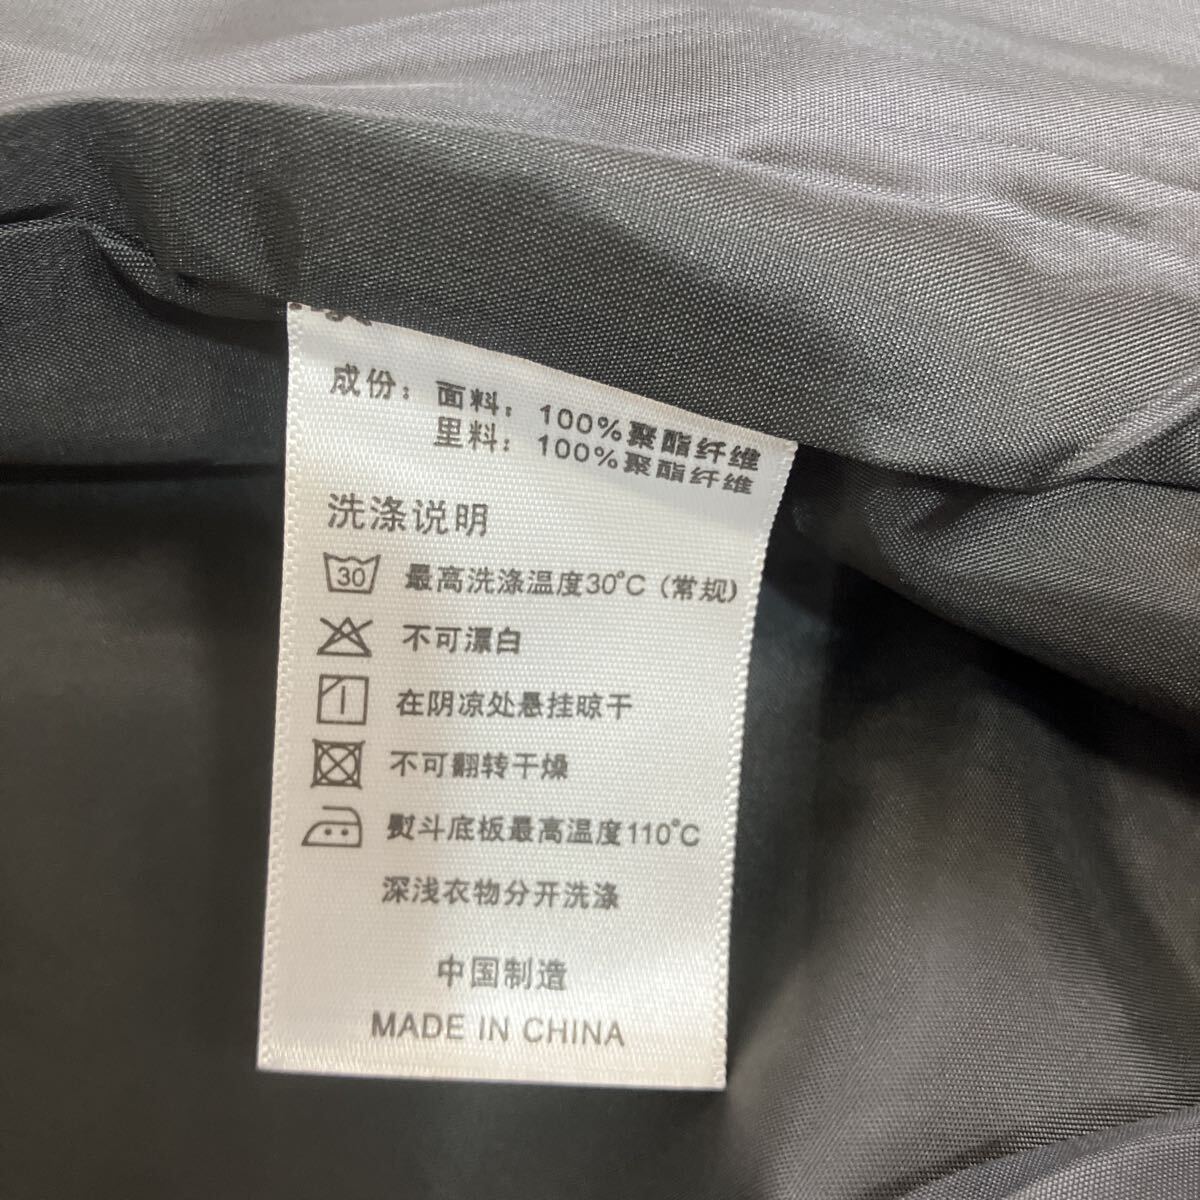 成份：面料：100%聚酯纤维
里料：100%聚酯纤维
洗涤说明
30 最高洗涤温度30°C（常规）
不可漂白
在阴凉处悬挂晾干
不可翻转干燥
熨斗底板最高温度110°C
深浅衣物分开洗涤
中国制造
MADE IN CHINA